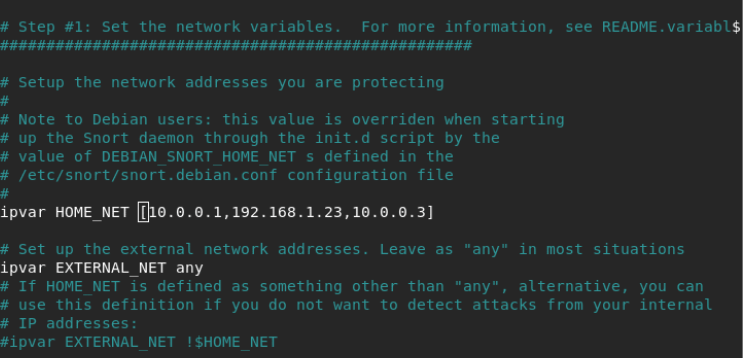 # Step #1: Set the network variables.  For more information, see README.variabl$
###################################################
# Setup the network addresses you are protecting
#
# Note to Debian users: this value is overriden when starting
# up the Snort daemon through the init.d script by the
# value of DEBIAN_SNORT_HOME_NET s defined in the
# /etc/snort/snort.debian.conf configuration file
#
ipvar HOME_NET [10.0.0.1,192.168.1.23,10.0.0.3]
# Set up the external network addresses. Leave as "any" in most situations
ipvar EXTERNAL_NET any
# If HOME_NET is defined as something other than "any", alternative, you can
# use this definition if you do not want to detect attacks from your internal
# IP addresses:
#ipvar EXTERNAL_NET !$HOME_NET